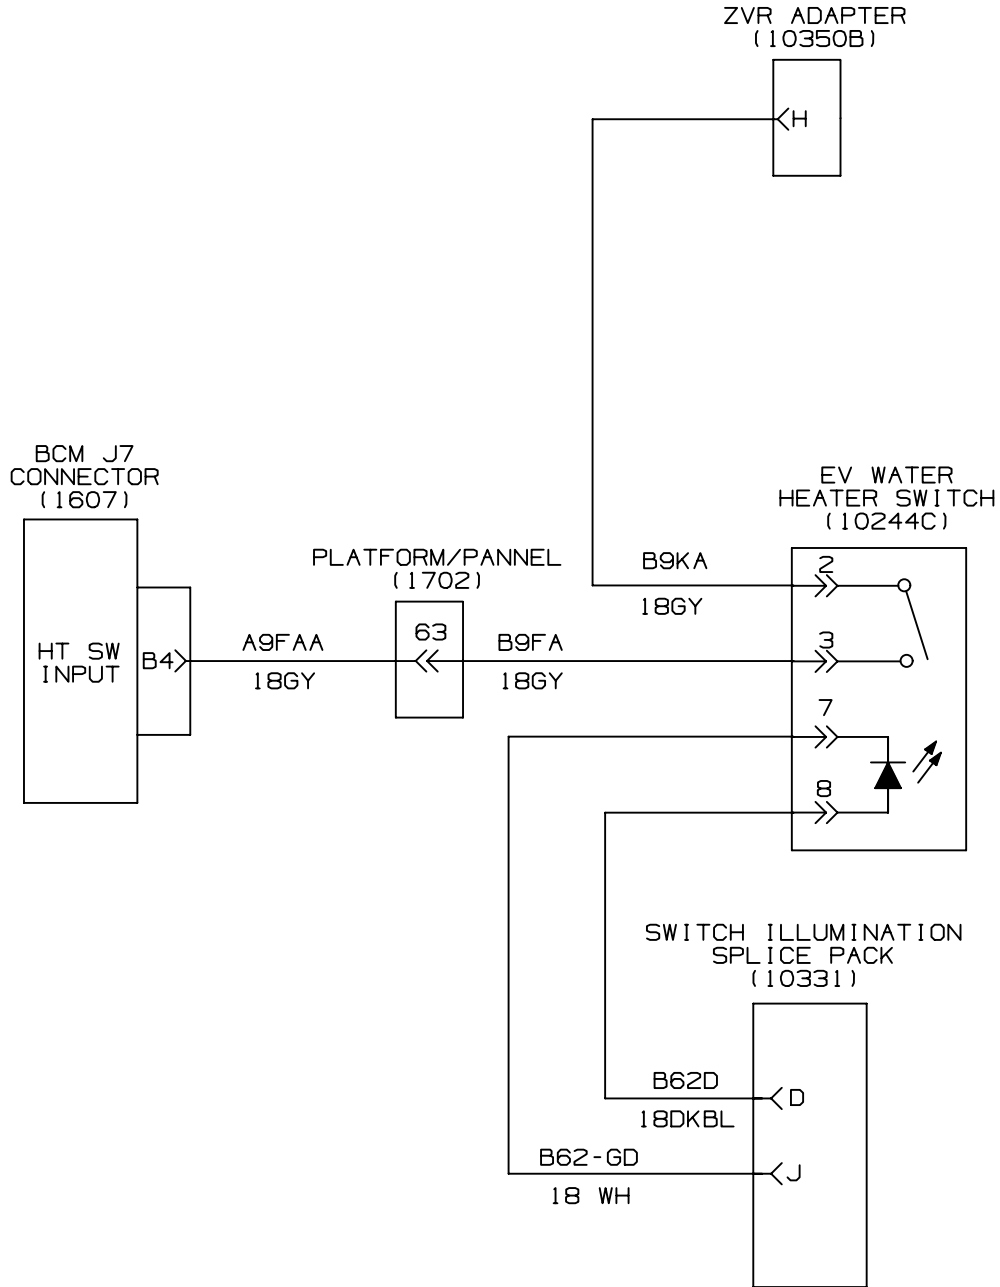 ZVR ADAPTER
(10350B)
H
BCM J7
CONNECTOR
(1607)
HT SW
INPUT
B4
A9FAA
18GY
PLATFORM/PANNEL
(1702)
63
B9FA
18GY
B9KA
18GY
EV WATER
HEATER SWITCH
(10244C)
2
3
7
8
SWITCH ILLUMINATION
SPLICE PACK
(10331)
B62D
18DKBL
D
B62-GD
18 WH
J